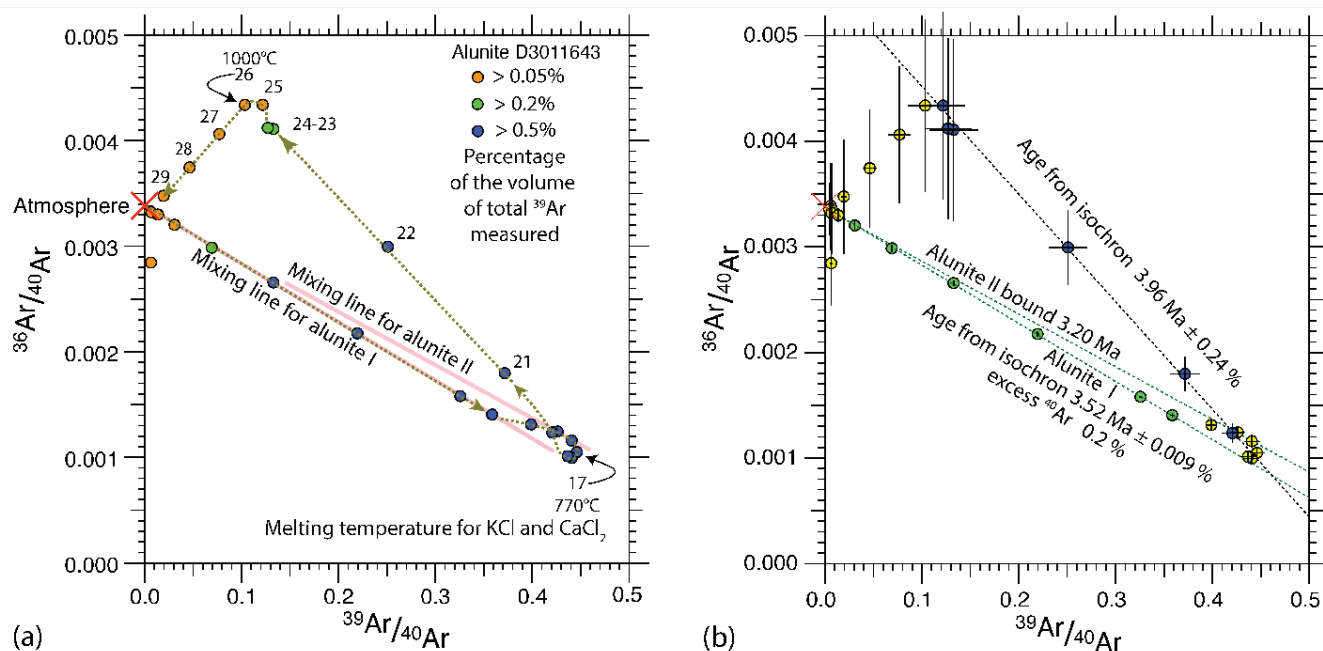 0.005
0.004
0.003
0.002
0.001
0.000
Atmosphere
³⁶Ar/⁴⁰Ar
1000°C
26
25
27
24-23
28
29
22
21
17
770°C
Alunite D3011643
> 0.05%
> 0.2%
> 0.5%
Percentage
of the volume
of total ³⁹Ar
measured
Mixing line for alunite II
Mixing line for alunite I
Melting temperature for KCl and CaCl₂
0.0 0.1 0.2 0.3 0.4 0.5
³⁹Ar/⁴⁰Ar
(a)
0.005
0.004
0.003
0.002
0.001
0.000
³⁶Ar/⁴⁰Ar
Age from isochron 3.96 Ma ± 0.24 %
Alunite II bound 3.20 Ma
Alunite I
Age from isochron 3.52 Ma ± 0.009 %
excess ⁴⁰Ar 0.2 %
0.0 0.1 0.2 0.3 0.4 0.5
³⁹Ar/⁴⁰Ar
(b)